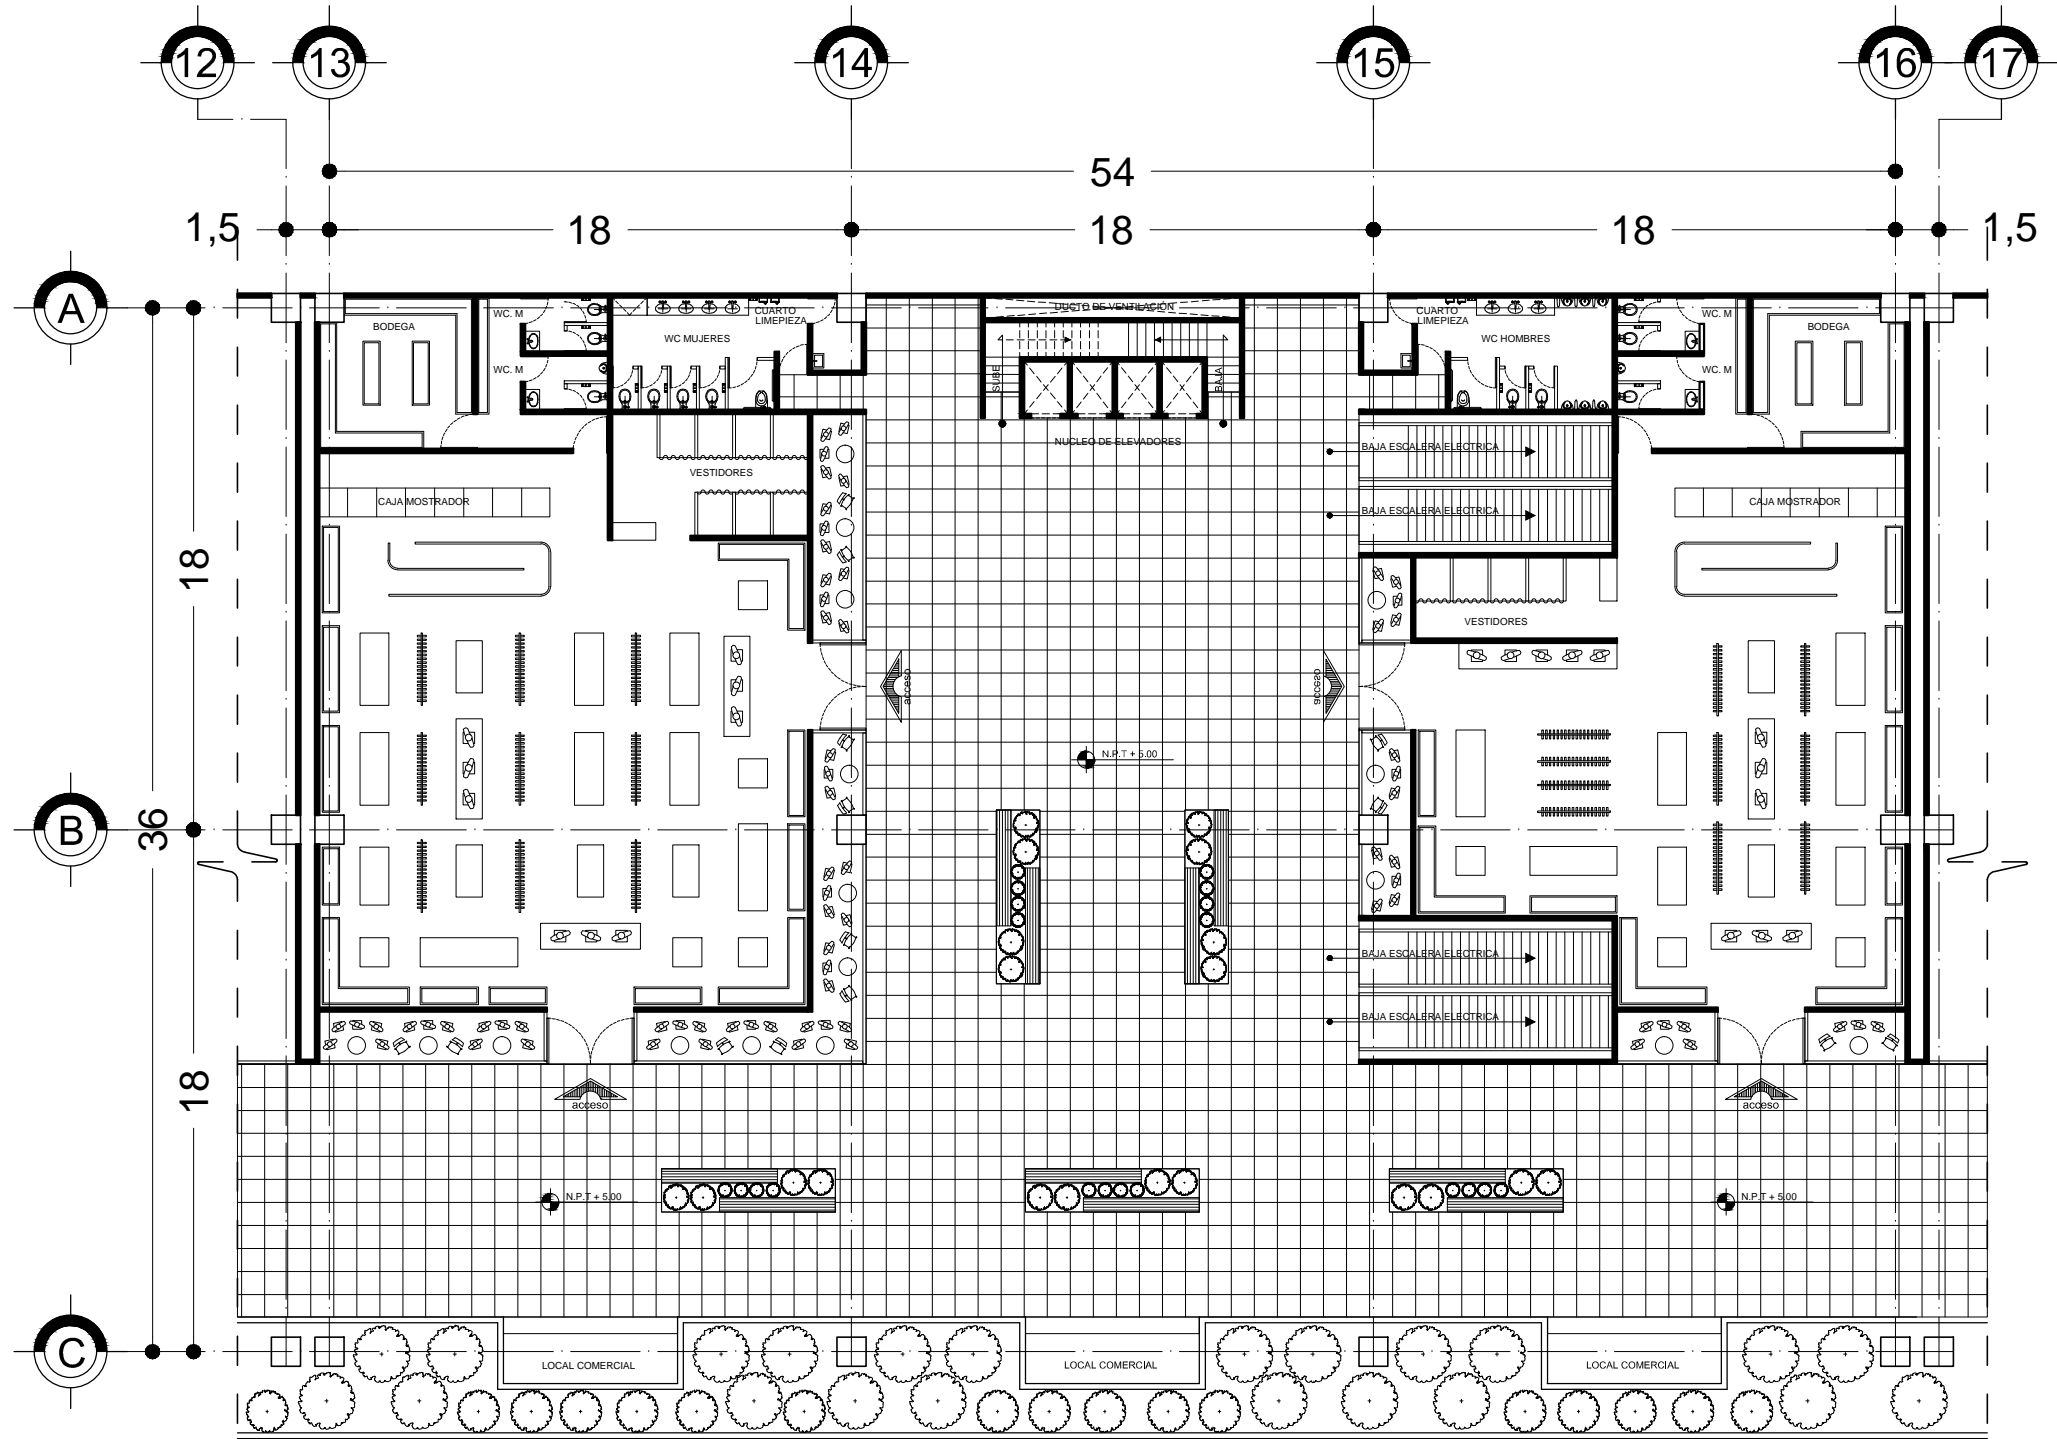 12 13 14 15 16 17
54
1,5 18 18 18 1,5
A
DUCTO DE VENTILACIÓN
WC. M
CUARTO
LIMEPIEZA
CUARTO
LIMEPIEZA
WC. M
BODEGA
WC MUJERES
WC HOMBRES
BODEGA
WC. M
SUBE
BAJA
WC. M
NUCLEO DE ELEVADORES
BAJA ESCALERA ELECTRICA
VESTIDORES
CAJA MOSTRADOR
CAJA MOSTRADOR
BAJA ESCALERA ELECTRICA
18
VESTIDORES
acceso
acceso
N.P.T + 5.00
B
36
BAJA ESCALERA ELECTRICA
BAJA ESCALERA ELECTRICA
18
acceso
acceso
N.P.T + 5.00
N.P.T + 5.00
C
LOCAL COMERCIAL
LOCAL COMERCIAL
LOCAL COMERCIAL